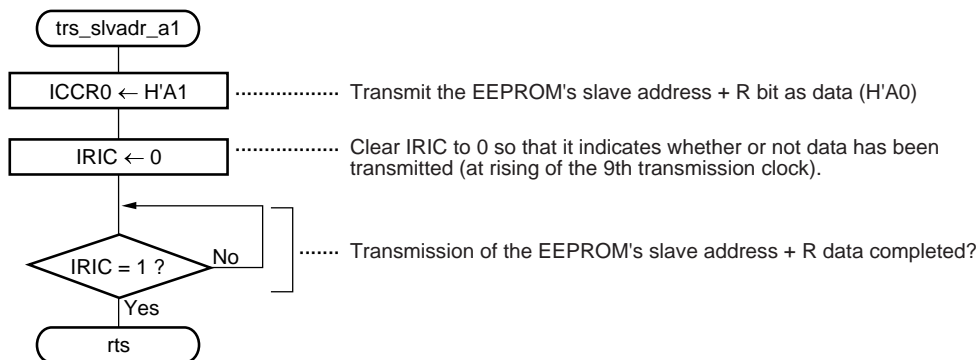 trs_slvadr_a1
ICCR0 ← H'A1 Transmit the EEPROM's slave address + R bit as data (H'A0)
IRIC ← 0 Clear IRIC to 0 so that it indicates whether or not data has been
transmitted (at rising of the 9th transmission clock).
IRIC = 1 ? No Transmission of the EEPROM's slave address + R data completed?
Yes
rts